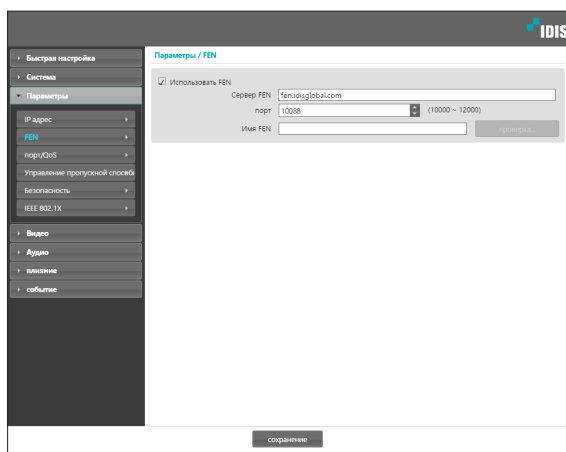 IDIS
Быстрая настройка
Система
Параметры
IP адрес
FEN
порт/QoS
Управление пропускной способн
Безопасность
IEEE 802.1X
Видео
Аудио
влияние
событие
Параметры / FEN
Использовать FEN
Сервер FEN fen.idisglobal.com
порт 10088 (10000 ~ 12000)
Имя FEN проверка...
сохранение